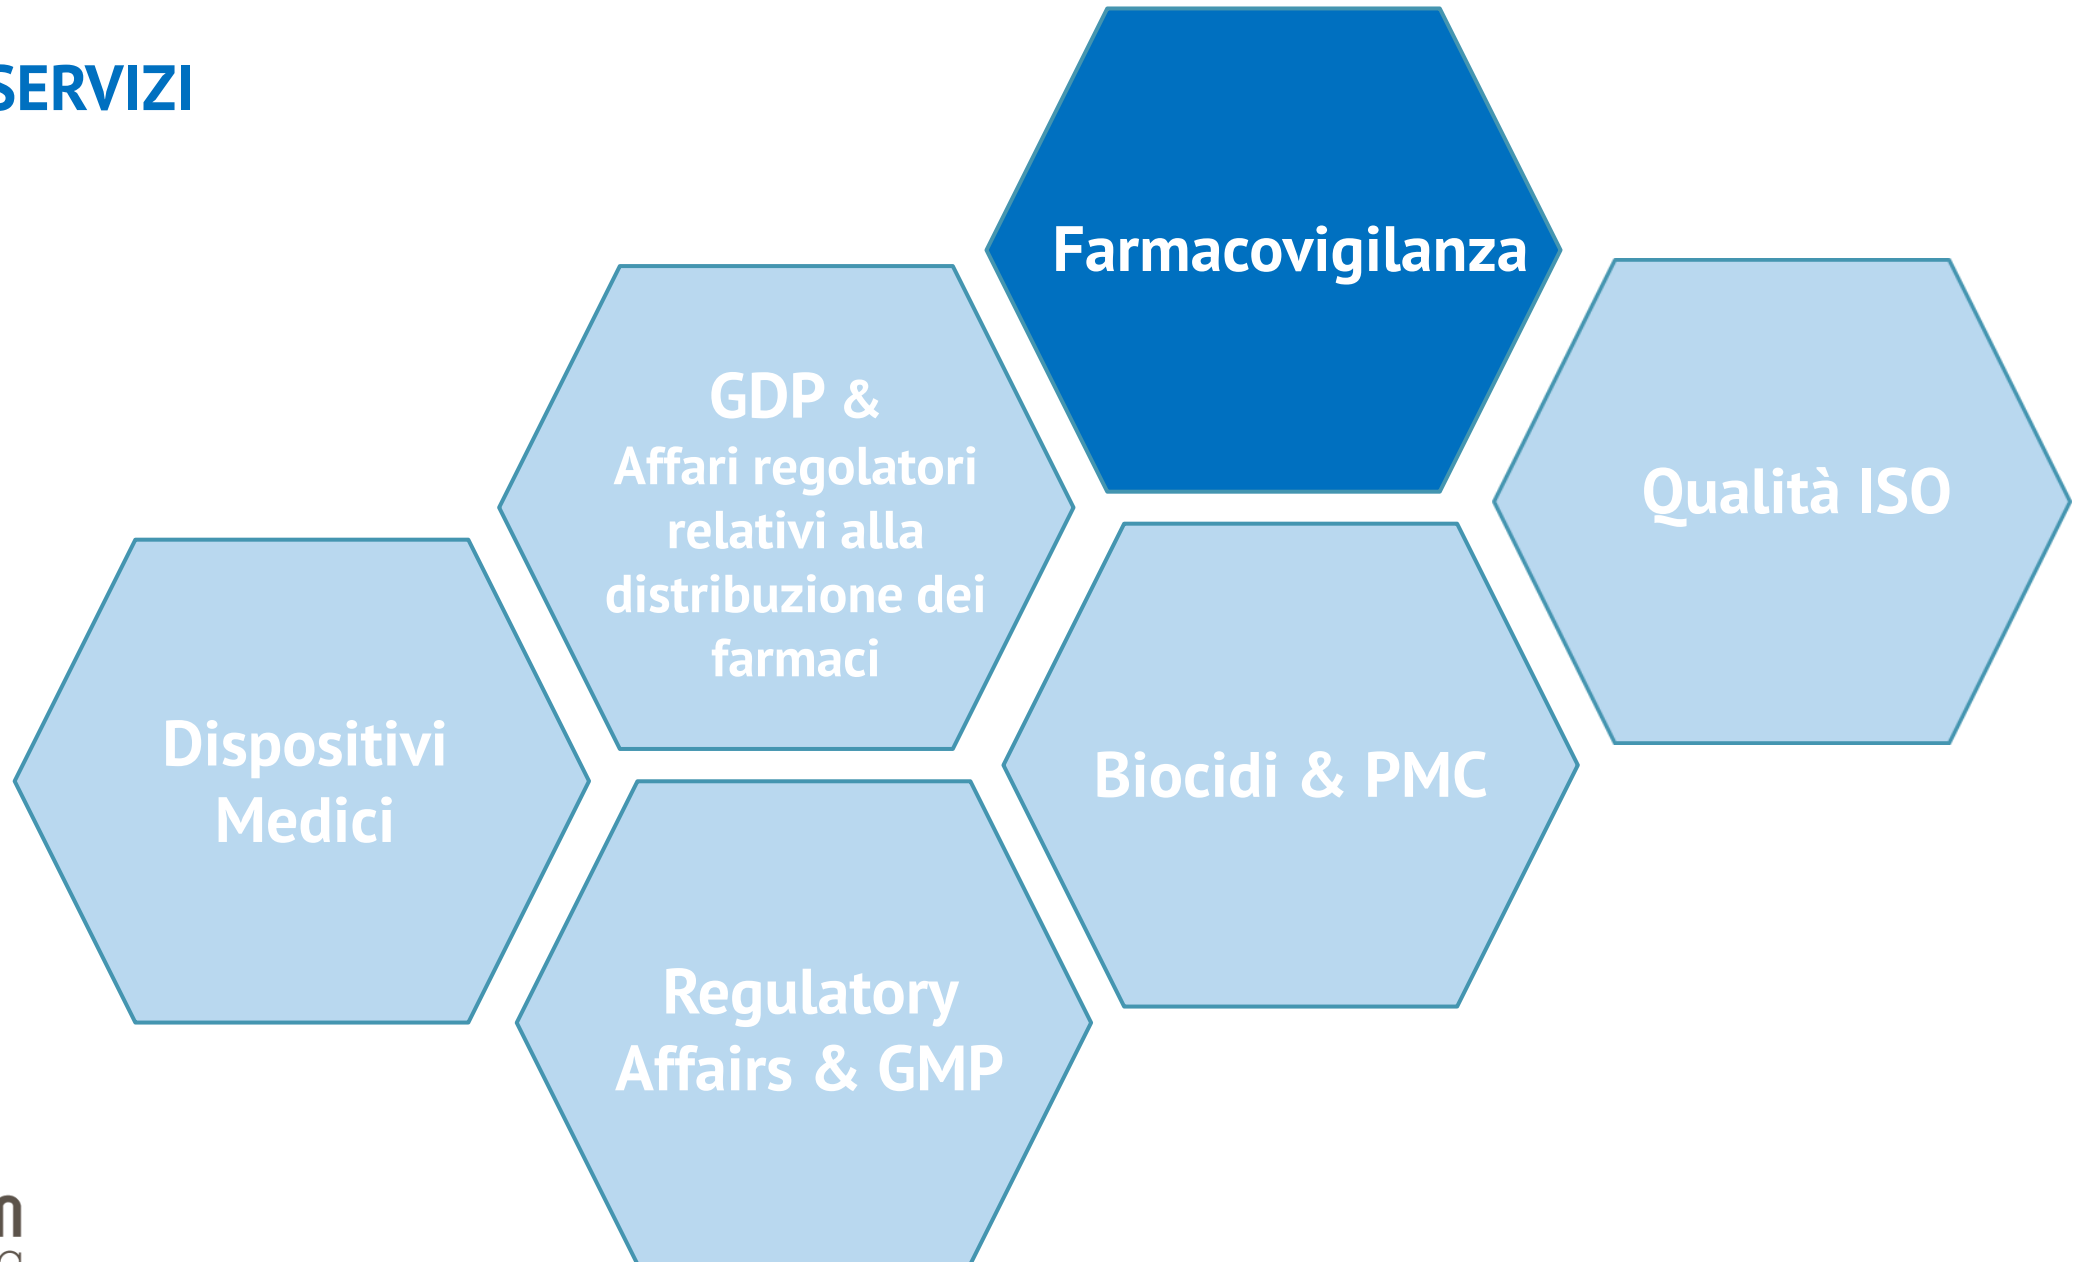 SERVIZI
Farmacovigilanza
GDP &
Affari regolatori
relativi alla
distribuzione dei
farmaci
Qualità ISO
Dispositivi
Medici
Biocidi & PMC
Regulatory
Affairs & GMP